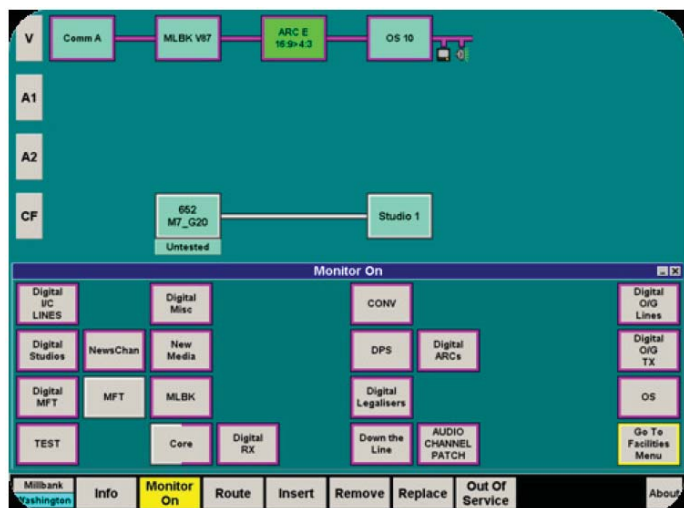 V
Comm A
MLBK V87
ARC E
16:9>4:3
OS 10
A1
A2
CF
652
M7_G20
Studio 1
Untested
Monitor On
Digital
I/C
LINES
Digital
Misc
CONV
Digital
O/G
Lines
Digital
Studios
NewsChan
New
Media
DPS
Digital
ARCs
Digital
O/G
TX
Digital
MFT
MFT
MLBK
Digital
Legalisers
OS
TEST
Core
Digital
RX
Down the
Line
AUDIO
CHANNEL
PATCH
Go To
Facilities
Menu
Millbank
Washington
Info
Monitor
On
Route
Insert
Remove
Replace
Out Of
Service
About